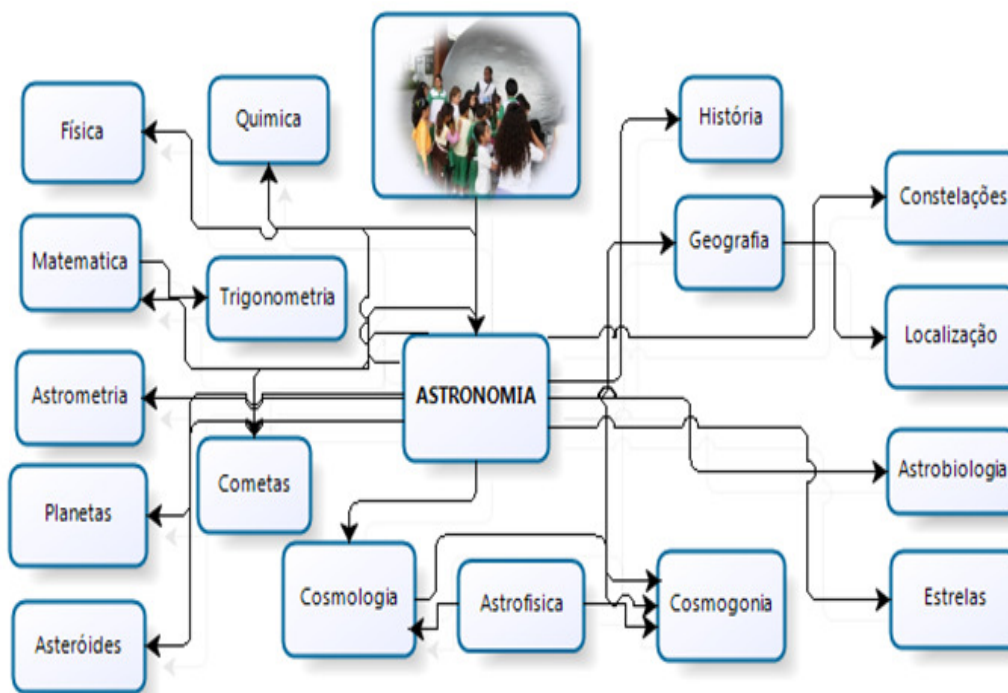 Física
Quimica
História
Constelações
Matematica
Trigonometria
Geografia
Localização
ASTRONOMIA
Astrometria
Cometas
Astrobiologia
Planetas
Cosmologia
Astrofisica
Cosmogonia
Estrelas
Asteróides